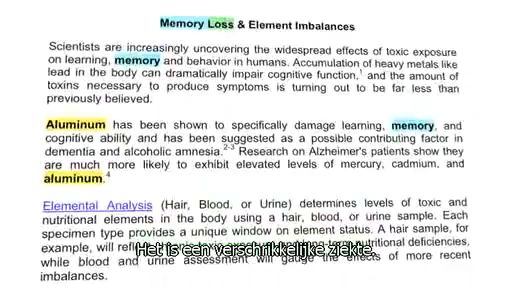 Memory Loss & Element Imbalances
Scientists are increasingly uncovering the widespread effects of toxic exposure
on learning, memory and behavior in humans. Accumulation of heavy metals like
lead in the body can dramatically impair cognitive function,1 and the amount of
toxins necessary to produce symptoms is turning out to be far less than
previously believed.
Aluminum has been shown to specifically damage learning, memory, and
cognitive ability and has been suggested as a possible contributing factor in
dementia and alcoholic amnesia.2-3 Research on Alzheimer's patients show they
are much more likely to exhibit elevated levels of mercury, cadmium, and
aluminum.4
Elemental Analysis (Hair, Blood, or Urine) determines levels of toxic and
nutritional elements in the body using a hair, blood, or urine sample. Each
specimen type provides a unique window on element status. A hair sample, for
example, will nutritional deficiencies,
Het is een verschrikkelijke ziekte.
while blood and urine assessment will gauge the effects of more recent
imbalances.